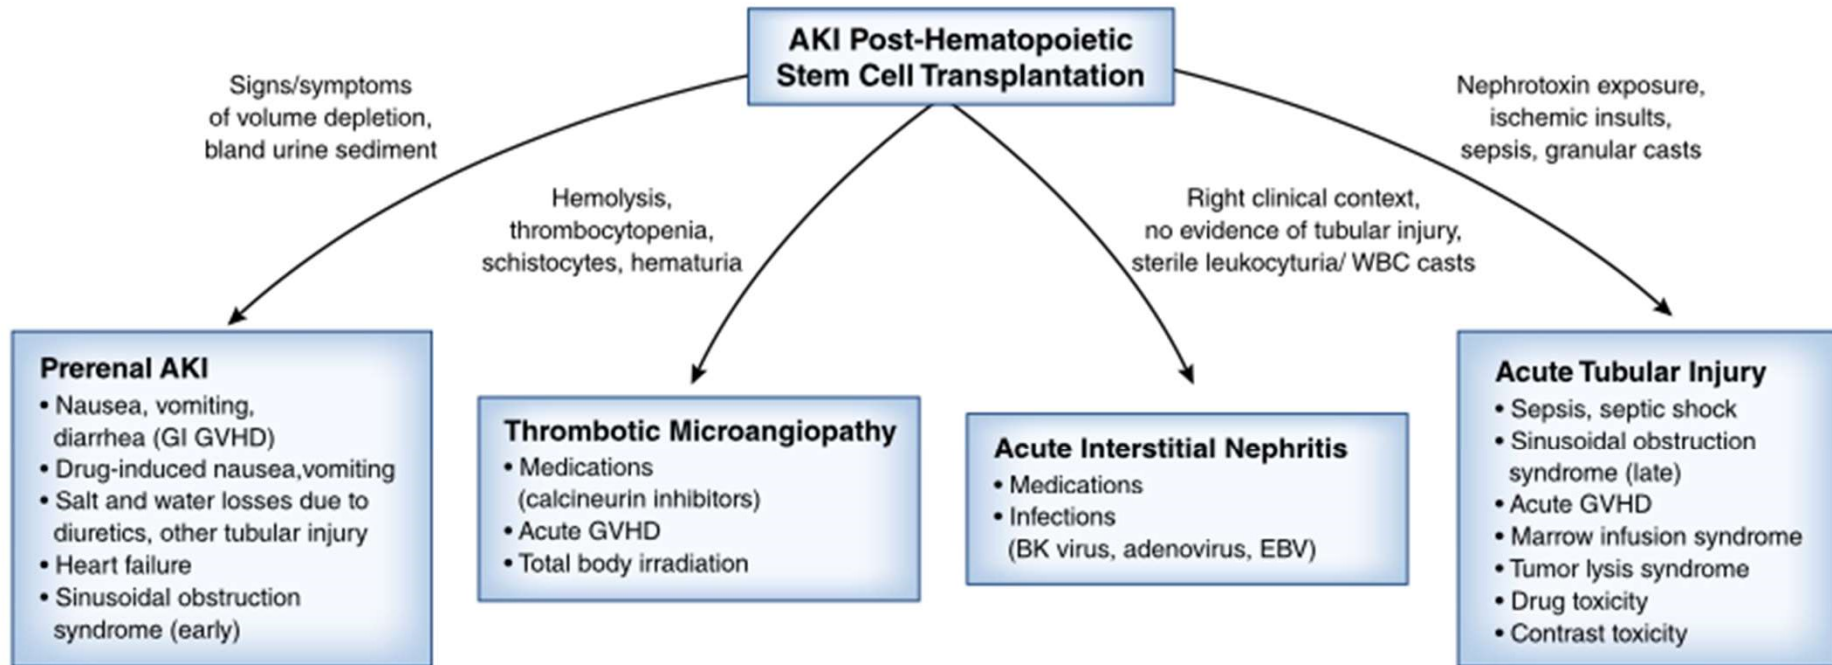 AKI Post-Hematopoietic
Stem Cell Transplantation
Signs/symptoms
of volume depletion,
bland urine sediment
Hemolysis,
thrombocytopenia,
schistocytes, hematuria
Right clinical context,
no evidence of tubular injury,
sterile leukocyturia/ WBC casts
Nephrotoxin exposure,
ischemic insults,
sepsis, granular casts
Prerenal AKI
• Nausea, vomiting,
diarrhea (GI GVHD)
• Drug-induced nausea,vomiting
• Salt and water losses due to
diuretics, other tubular injury
• Heart failure
• Sinusoidal obstruction
syndrome (early)
Thrombotic Microangiopathy
• Medications
(calcineurin inhibitors)
• Acute GVHD
• Total body irradiation
Acute Interstitial Nephritis
• Medications
• Infections
(BK virus, adenovirus, EBV)
Acute Tubular Injury
• Sepsis, septic shock
• Sinusoidal obstruction
syndrome (late)
• Acute GVHD
• Marrow infusion syndrome
• Tumor lysis syndrome
• Drug toxicity
• Contrast toxicity